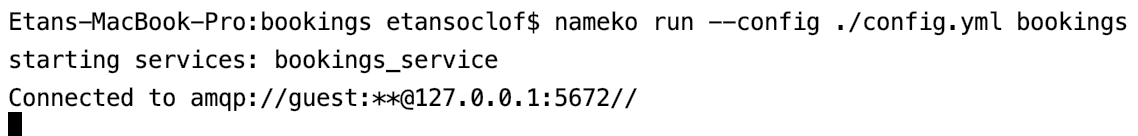 Etans-MacBook-Pro:bookings etansoclof$ nameko run --config ./config.yml bookings
starting services: bookings_service
Connected to amqp://guest:**@127.0.0.1:5672//